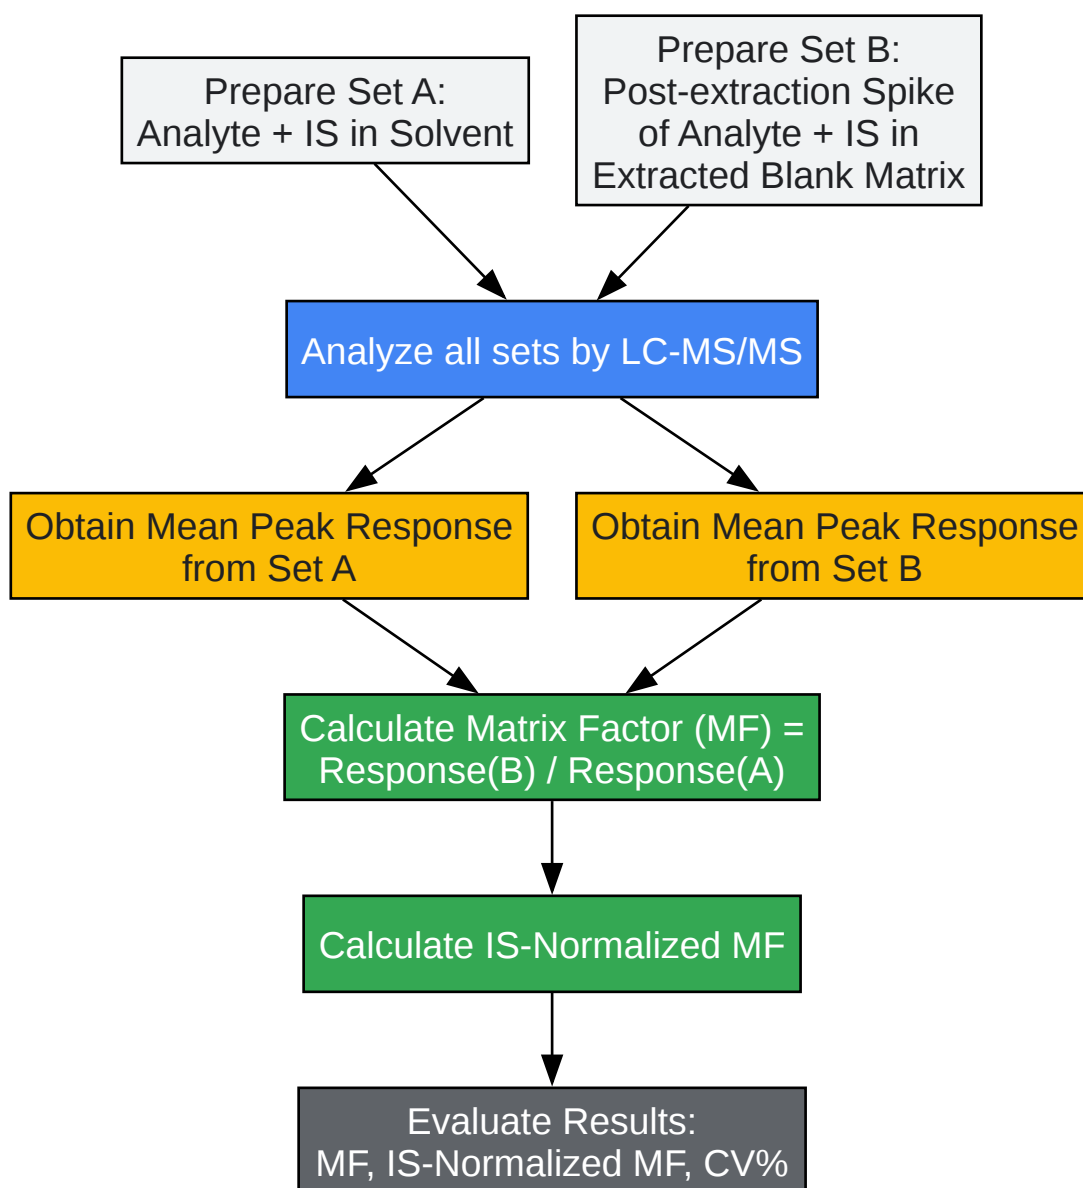 Prepare Set A:
Analyte + IS in Solvent
Prepare Set B:
Post-extraction Spike
of Analyte + IS in
Extracted Blank Matrix
Analyze all sets by LC-MS/MS
Obtain Mean Peak Response
from Set A
Obtain Mean Peak Response
from Set B
Calculate Matrix Factor (MF) =
Response(B) / Response(A)
Calculate IS-Normalized MF
Evaluate Results:
MF, IS-Normalized MF, CV%